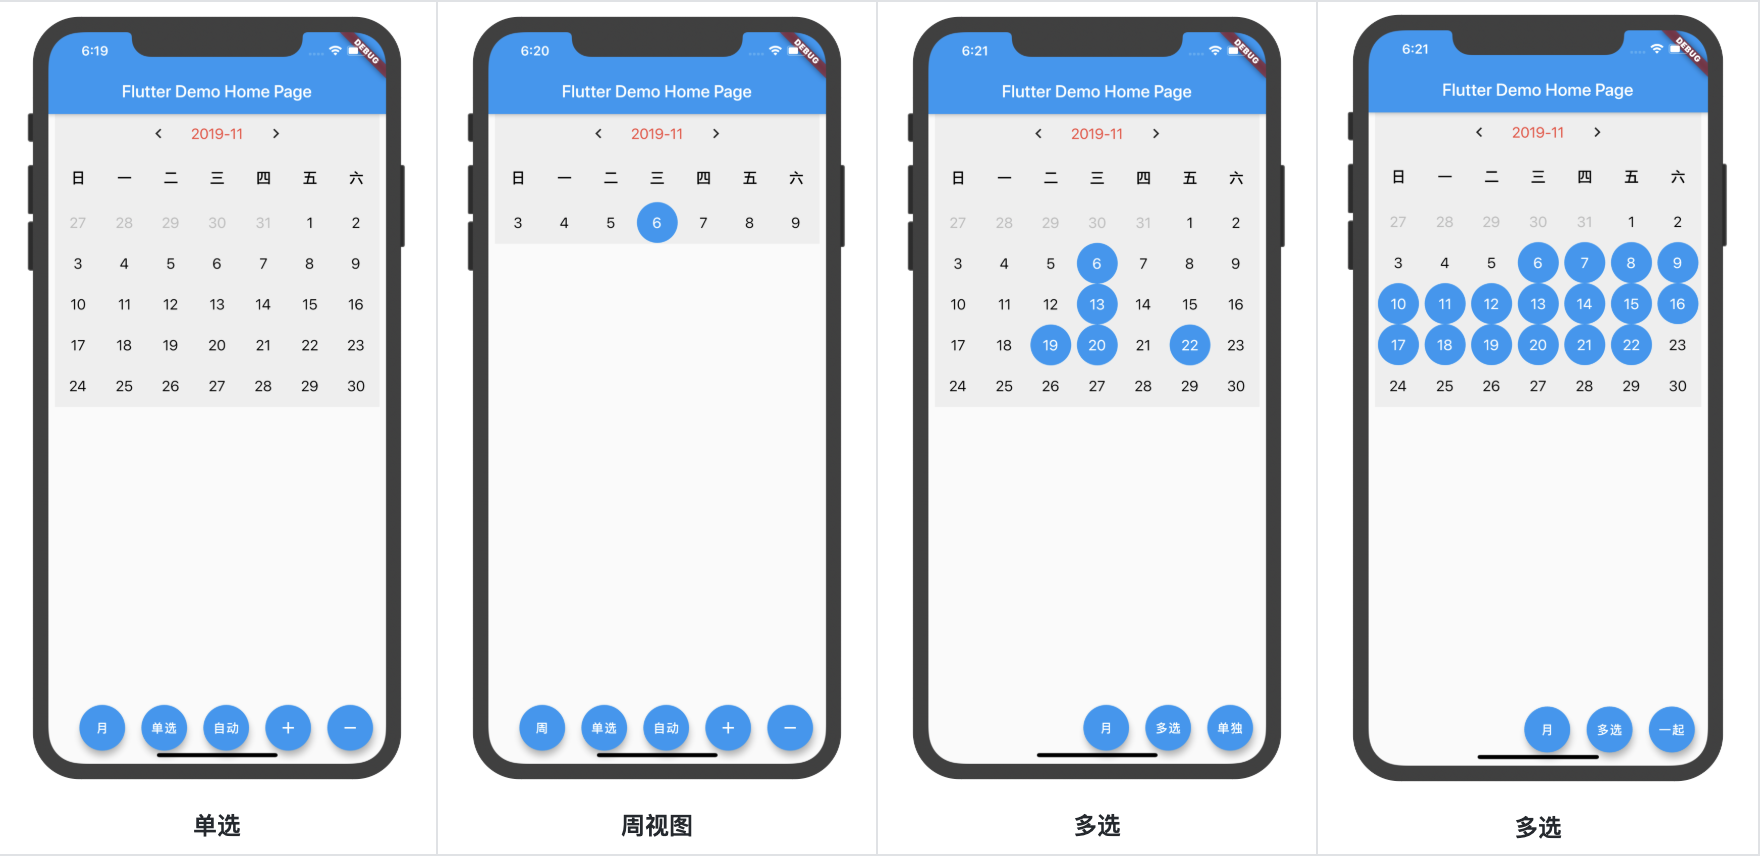 6:19
DEBUG
Flutter Demo Home Page
2019-11
日 一 二 三 四 五 六
27 28 29 30 31 1 2
3 4 5 6 7 8 9
10 11 12 13 14 15 16
17 18 19 20 21 22 23
24 25 26 27 28 29 30
月 单选 自动 + −
单选
6:20
DEBUG
Flutter Demo Home Page
2019-11
日 一 二 三 四 五 六
3 4 5 6 7 8 9
周 单选 自动 + −
周视图
6:21
DEBUG
Flutter Demo Home Page
2019-11
日 一 二 三 四 五 六
27 28 29 30 31 1 2
3 4 5 6 7 8 9
10 11 12 13 14 15 16
17 18 19 20 21 22 23
24 25 26 27 28 29 30
月 多选 单独
多选
6:21
DEBUG
Flutter Demo Home Page
2019-11
日 一 二 三 四 五 六
27 28 29 30 31 1 2
3 4 5 6 7 8 9
10 11 12 13 14 15 16
17 18 19 20 21 22 23
24 25 26 27 28 29 30
月 多选 一起
多选